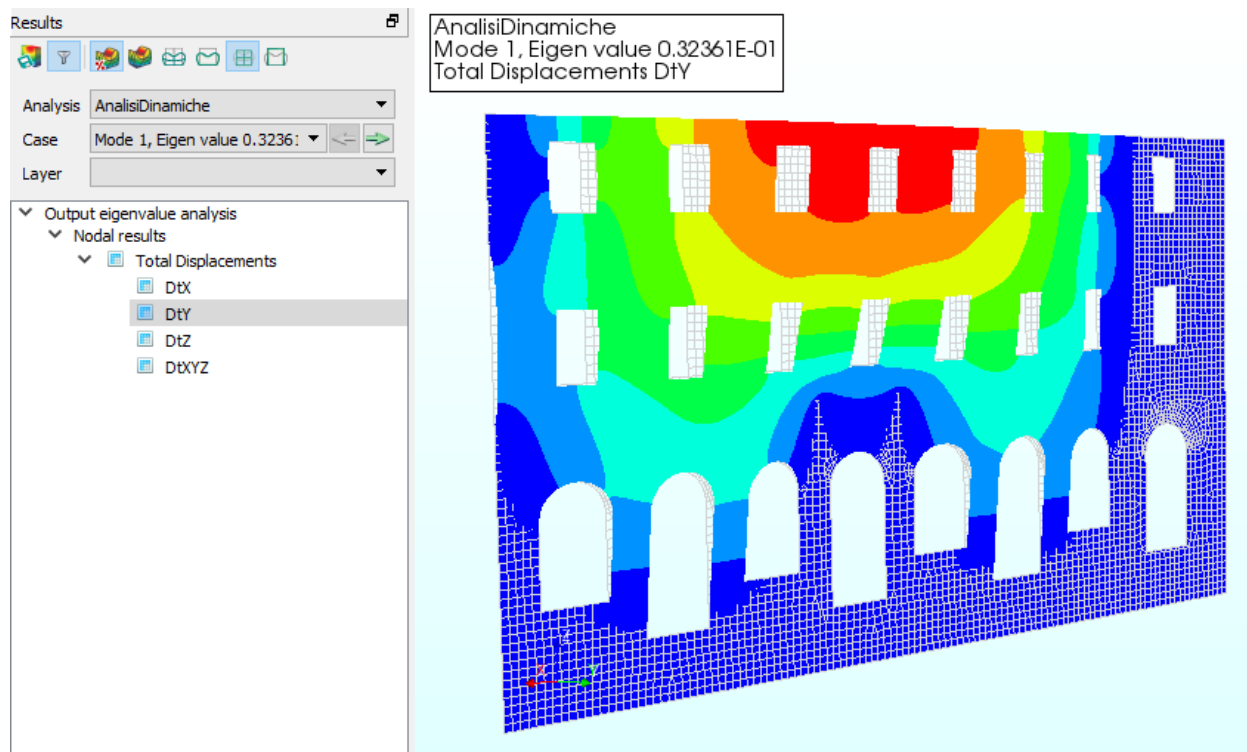 Results
Analysis AnalisiDinamiche
Case Mode 1, Eigen value 0.3236
Layer
Output eigenvalue analysis
Nodal results
Total Displacements
DtX
DtY
DtZ
DtXYZ
AnalisiDinamiche
Mode 1, Eigen value 0.32361E-01
Total Displacements DtY
Z
X
Y